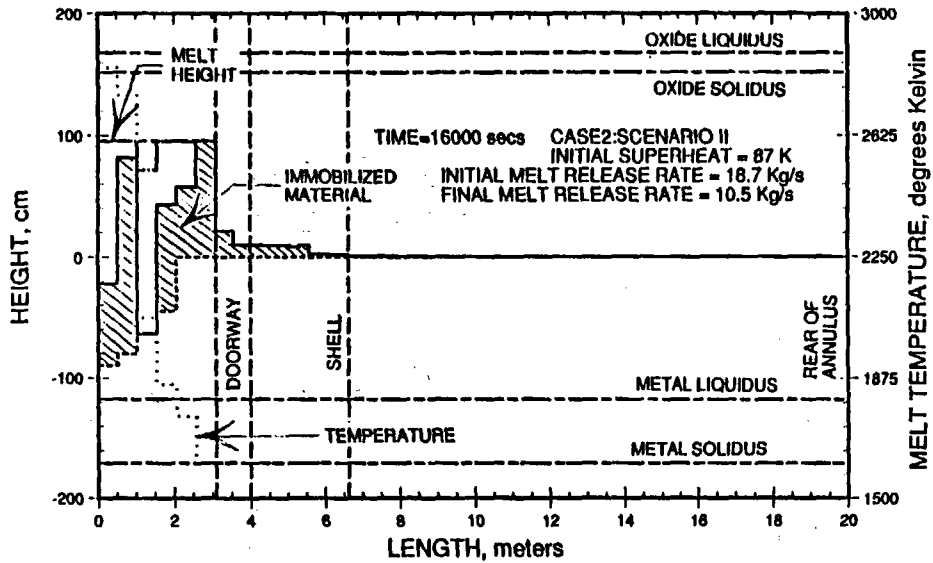 200
3000
OXIDE LIQUIDUS
MELT
HEIGHT
OXIDE SOLIDUS
100
2625
TIME=16000 secs CASE2:SCENARIO II
INITIAL SUPERHEAT = 87 K
IMMOBILIZED
MATERIAL
INITIAL MELT RELEASE RATE = 18.7 Kg/s
FINAL MELT RELEASE RATE = 10.5 Kg/s
HEIGHT, cm
MELT TEMPERATURE, degrees Kelvin
0
2250
DOORWAY
SHELL
REAR OF
ANNULUS
-100
1875
METAL LIQUIDUS
TEMPERATURE
METAL SOLIDUS
-200
1500
0 2 4 6 8 10 12 14 16 18 20
LENGTH, meters